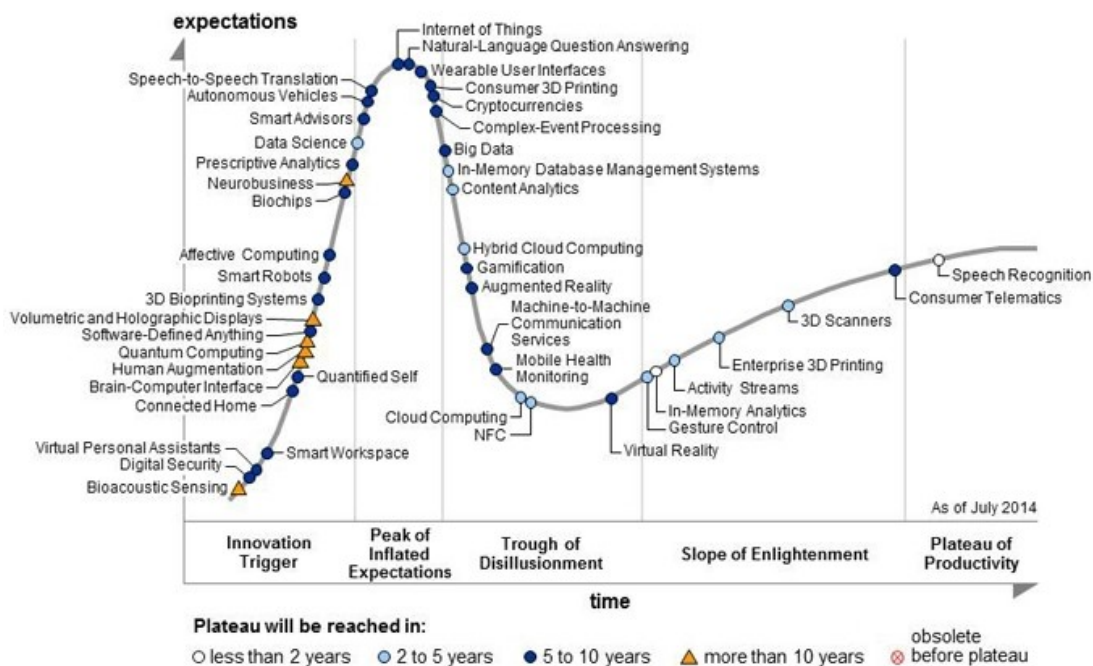 expectations
Internet of Things
Natural-Language Question Answering
Wearable User Interfaces
Speech-to-Speech Translation
Consumer 3D Printing
Autonomous Vehicles
Cryptocurrencies
Smart Advisors
Complex-Event Processing
Data Science
Big Data
Prescriptive Analytics
In-Memory Database Management Systems
Neurobusiness
Content Analytics
Biochips
Affective Computing
Hybrid Cloud Computing
Smart Robots
Gamification
Speech Recognition
3D Bioprinting Systems
Augmented Reality
Consumer Telematics
Volumetric and Holographic Displays
Machine-to-Machine
Communication
Services
3D Scanners
Software-Defined Anything
Quantum Computing
Human Augmentation
Mobile Health
Monitoring
Enterprise 3D Printing
Brain-Computer Interface
Quantified Self
Activity Streams
Connected Home
Cloud Computing
In-Memory Analytics
NFC
Gesture Control
Virtual Personal Assistants
Smart Workspace
Virtual Reality
Digital Security
Bioacoustic Sensing
As of July 2014
Innovation
Trigger
Peak of
Inflated
Expectations
Trough of
Disillusionment
Slope of Enlightenment
Plateau of
Productivity
time
Plateau will be reached in:
less than 2 years
2 to 5 years
5 to 10 years
more than 10 years
obsolete
before plateau